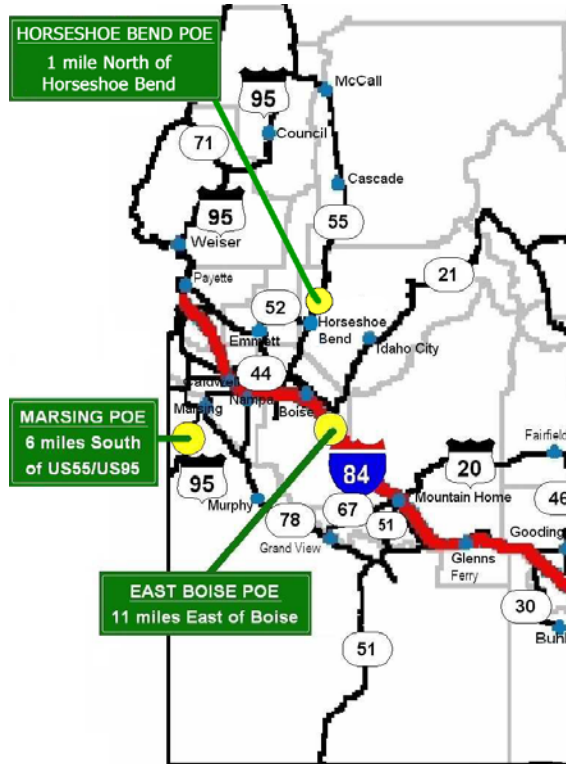 HORSESHOE BEND POE
1 mile North of
Horseshoe Bend
McCall
95
Council
71
Cascade
95
55
Weiser
21
Payette
52
Horseshoe
Bend
Emmett
Idaho City
44
Caldwell
Nampa
Boise
Marsing
MARSING POE
6 miles South
of US55/US95
Fairfield
84
20
95
Mountain Home
46
Murphy
67
78
51
Gooding
Grand View
Glenns
Ferry
EAST BOISE POE
11 miles East of Boise
30
Buhl
51